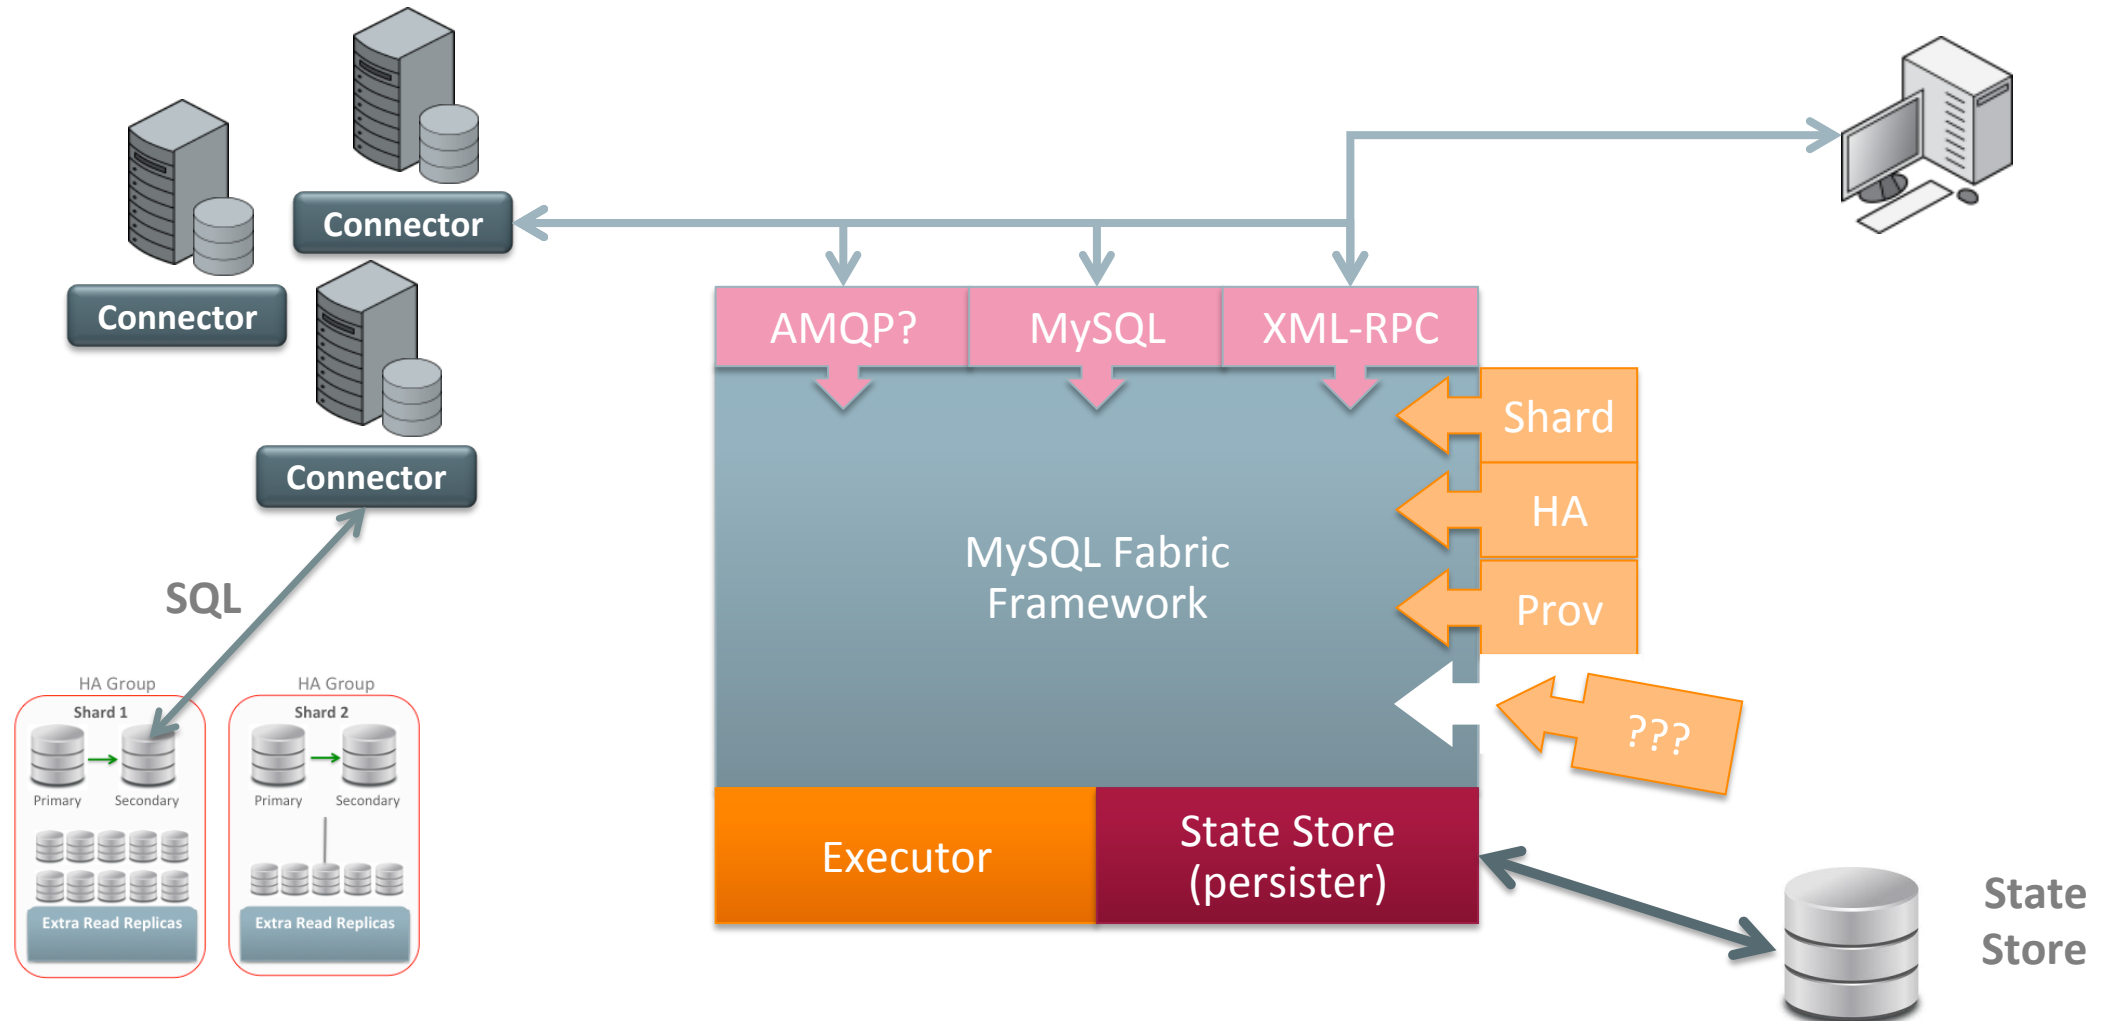 Connector
Connector
Connector
SQL
HA Group
Shard 1
Primary
Secondary
Extra Read Replicas
HA Group
Shard 2
Primary
Secondary
Extra Read Replicas
AMQP?
MySQL
XML-RPC
MySQL Fabric
Framework
Shard
HA
Prov
???
Executor
State Store
(persister)
State
Store